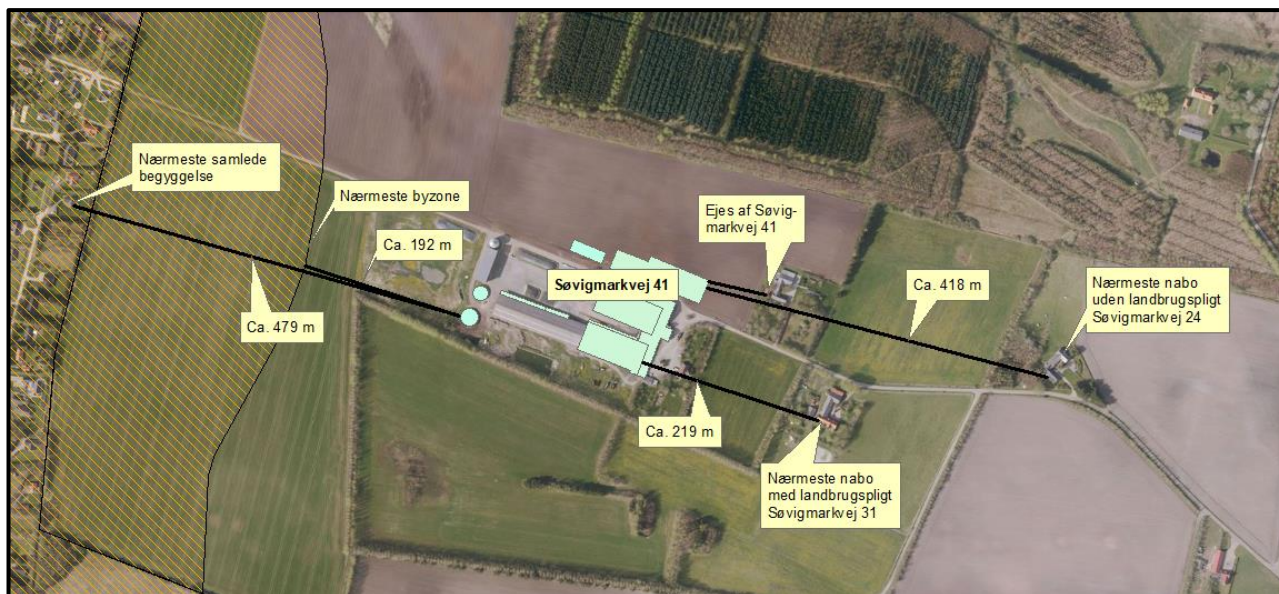 Nærmeste samlede
begyggelse
Nærmeste byzone
Ca. 192 m
Ca. 479 m
Søvigmarkvej 41
Ejes af Søvig-
markvej 41
Ca. 418 m
Nærmeste nabo
uden landbrugspligt
Søvigmarkvej 24
Ca. 219 m
Nærmeste nabo
med landbrugspligt
Søvigmarkvej 31